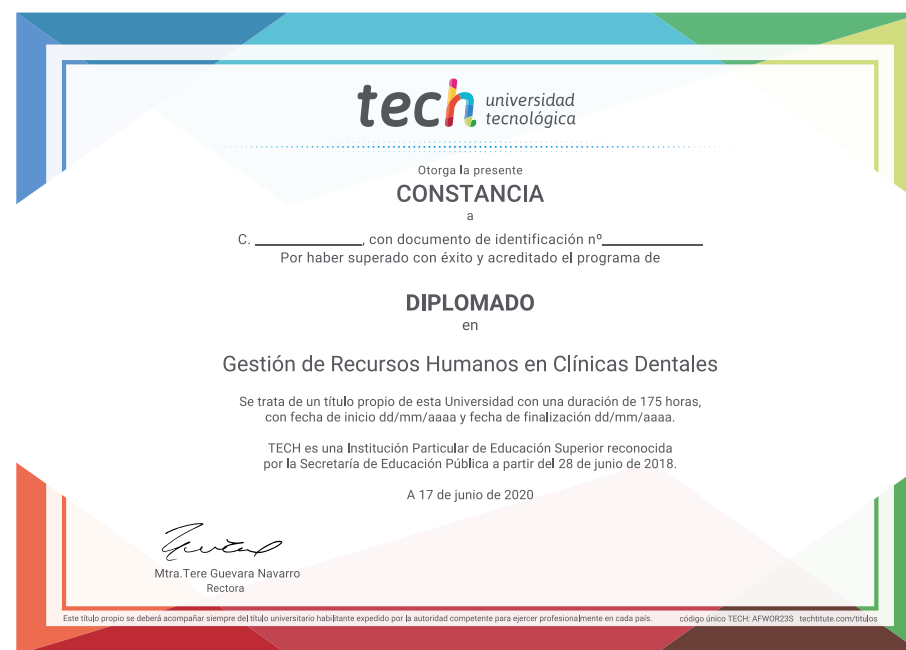 tech universidad
tecnológica
Otorga la presente
CONSTANCIA
a
C. ______________, con documento de identificación nº_____________
Por haber superado con éxito y acreditado el programa de
DIPLOMADO
en
Gestión de Recursos Humanos en Clínicas Dentales
Se trata de un título propio de esta Universidad con una duración de 175 horas,
con fecha de inicio dd/mm/aaaa y fecha de finalización dd/mm/aaaa.
TECH es una Institución Particular de Educación Superior reconocida
por la Secretaría de Educación Pública a partir del 28 de junio de 2018.
A 17 de junio de 2020
Mtra.Tere Guevara Navarro
Rectora
Este título propio se deberá acompañar siempre del título universitario habilitante expedido por la autoridad competente para ejercer profesionalmente en cada país. código único TECH: AFWOR23S techtitute.com/titulos